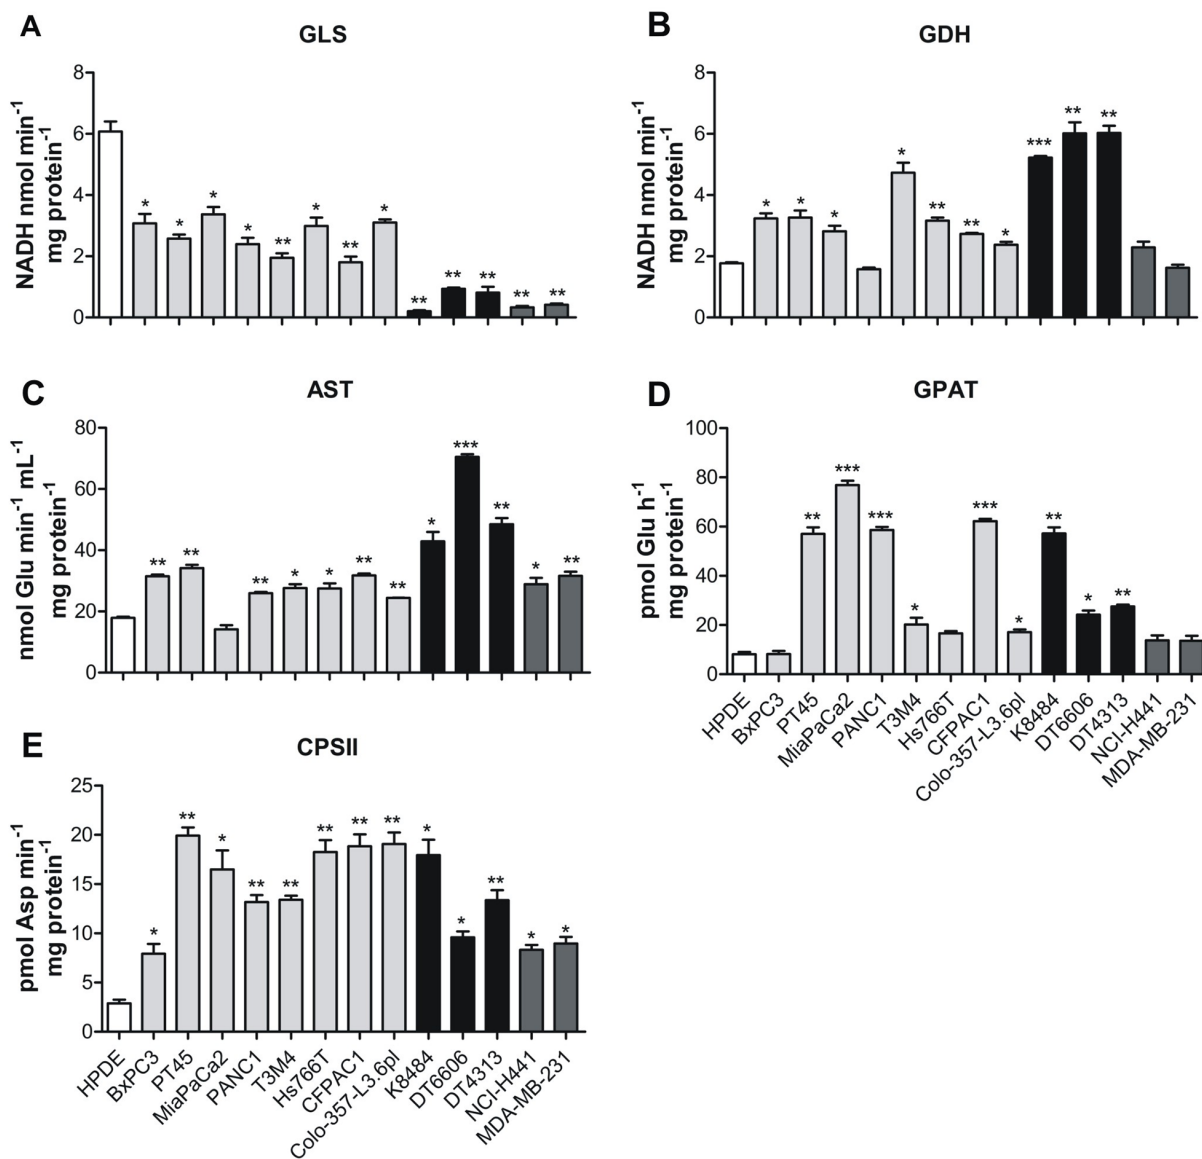 A
GLS
NADH nmol min⁻¹
mg protein⁻¹
8
6
4
2
0
* * * * ** * ** * ** ** ** ** **
B
GDH
NADH nmol min⁻¹
mg protein⁻¹
8
6
4
2
0
* * * * ** ** * *** ** **
C
AST
nmol Glu min⁻¹ mL⁻¹
mg protein⁻¹
80
60
40
20
0
** ** ** * * ** ** * *** ** * **
D
GPAT
pmol Glu h⁻¹
mg protein⁻¹
100
80
60
40
20
0
** *** *** * *** * ** * **
HPDE
BxPC3
PT45
MiaPaCa2
PANC1
T3M4
Hs766T
CFPAC1
Colo-357-L3.6pl
K8484
DT6606
DT4313
NCI-H441
MDA-MB-231
E
CPSII
pmol Asp min⁻¹
mg protein⁻¹
25
20
15
10
5
0
* ** * ** ** ** ** ** * * ** * *
HPDE
BxPC3
PT45
MiaPaCa2
PANC1
T3M4
Hs766T
CFPAC1
Colo-357-L3.6pl
K8484
DT6606
DT4313
NCI-H441
MDA-MB-231